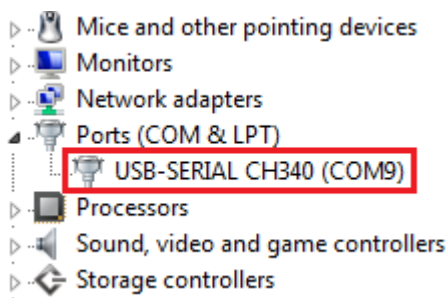 Mice and other pointing devices
Monitors
Network adapters
Ports (COM & LPT)
USB-SERIAL CH340 (COM9)
Processors
Sound, video and game controllers
Storage controllers